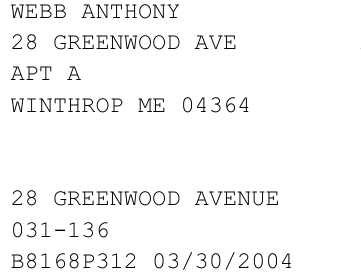 WEBB ANTHONY
28 GREENWOOD AVE
APT A
WINTHROP ME 04364
28 GREENWOOD AVENUE
031-136
B8168P312 03/30/2004